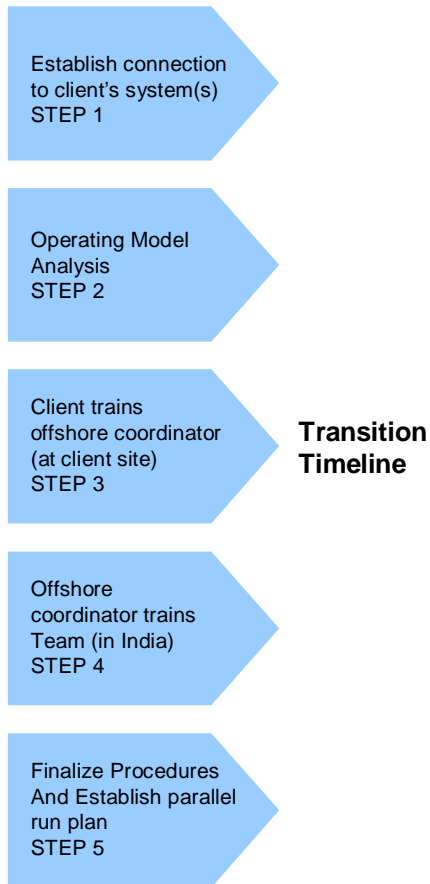 Establish connection
to client's system(s)
STEP 1
Operating Model
Analysis
STEP 2
Client trains
offshore coordinator
(at client site)
STEP 3
Transition
Timeline
Offshore
coordinator trains
Team (in India)
STEP 4
Finalize Procedures
And Establish parallel
run plan
STEP 5